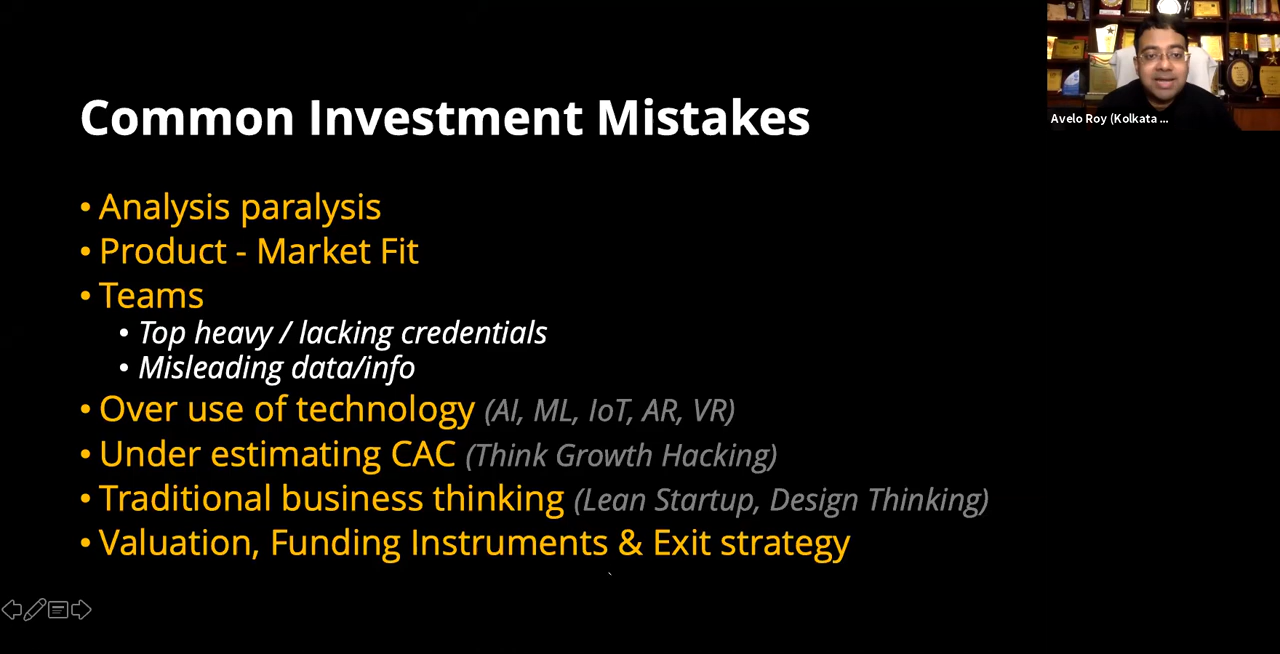 Avelo Roy (Kolkata ...
Common Investment Mistakes
• Analysis paralysis
• Product - Market Fit
• Teams
• Top heavy / lacking credentials
• Misleading data/info
• Over use of technology (AI, ML, IoT, AR, VR)
• Under estimating CAC (Think Growth Hacking)
• Traditional business thinking (Lean Startup, Design Thinking)
• Valuation, Funding Instruments & Exit strategy